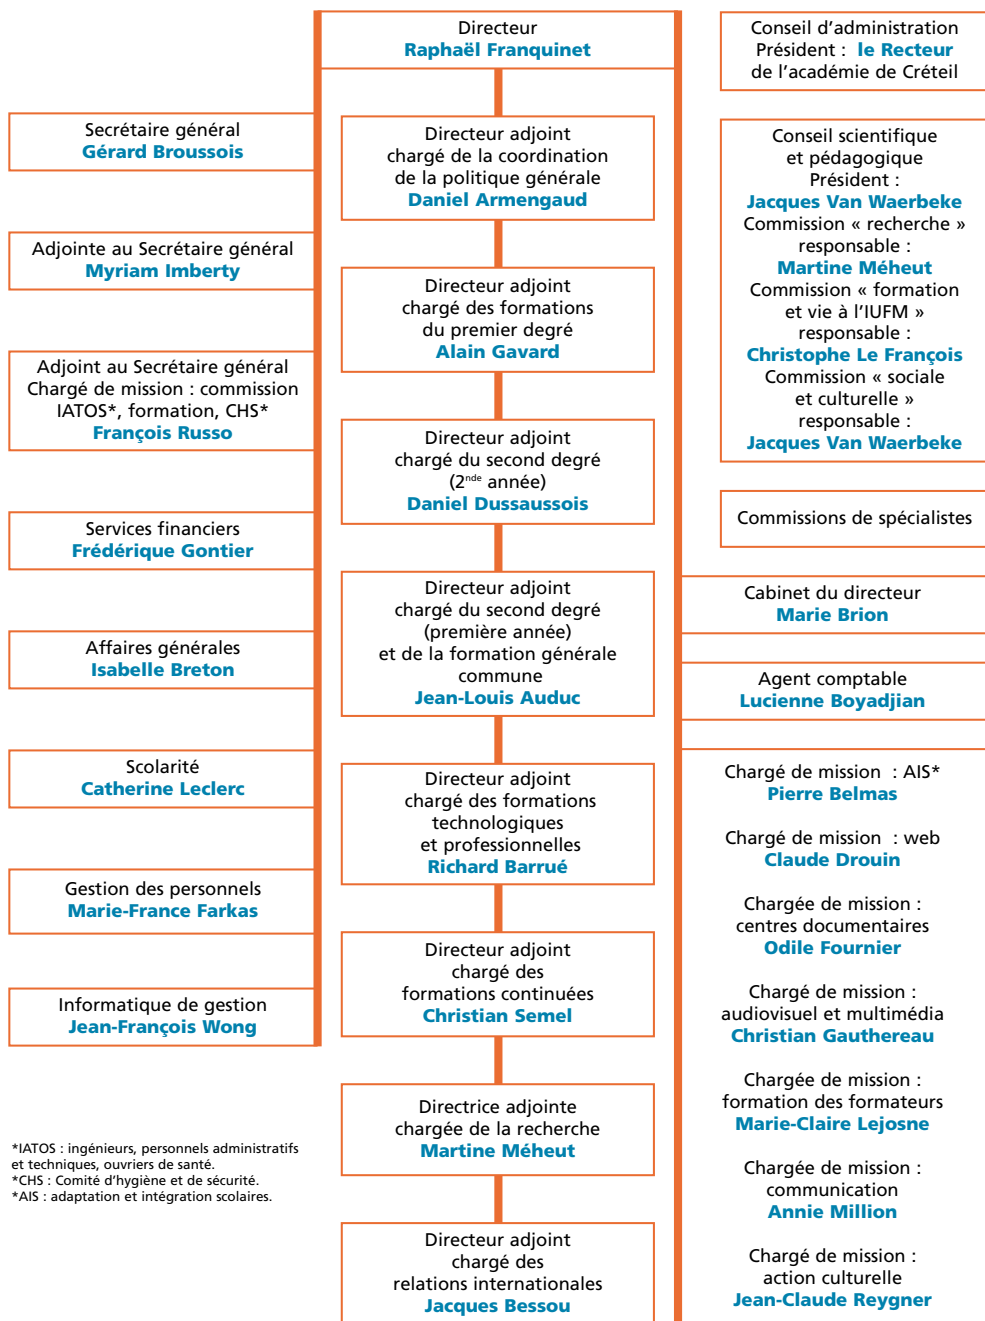 Directeur
Raphaël Franquinet
Secrétaire général
Gérard Broussois
Adjointe au Secrétaire général
Myriam Imberty
Adjoint au Secrétaire général
Chargé de mission : commission
IATOS*, formation, CHS*
François Russo
Services financiers
Frédérique Gontier
Affaires générales
Isabelle Breton
Scolarité
Catherine Leclerc
Gestion des personnels
Marie-France Farkas
Informatique de gestion
Jean-François Wong
*IATOS : ingénieurs, personnels administratifs
et techniques, ouvriers de santé.
*CHS : Comité d’hygiène et de sécurité.
*AIS : adaptation et intégration scolaires.
Directeur adjoint
chargé de la coordination
de la politique générale
Daniel Armengaud
Directeur adjoint
chargé des formations
du premier degré
Alain Gavard
Directeur adjoint
chargé du second degré
(2nde année)
Daniel Dussaussois
Directeur adjoint
chargé du second degré
(première année)
et de la formation générale
commune
Jean-Louis Auduc
Directeur adjoint
chargé des formations
technologiques
et professionnelles
Richard Barrué
Directeur adjoint
chargé des
formations continuées
Christian Semel
Directrice adjointe
chargée de la recherche
Martine Méheut
Directeur adjoint
chargé des
relations internationales
Jacques Bessou
Conseil d’administration
Président : le Recteur
de l’académie de Créteil
Conseil scientifique
et pédagogique
Président :
Jacques Van Waerbeke
Commission « recherche »
responsable :
Martine Méheut
Commission « formation
et vie à l’IUFM »
responsable :
Christophe Le François
Commission « sociale
et culturelle »
responsable :
Jacques Van Waerbeke
Commissions de spécialistes
Cabinet du directeur
Marie Brion
Agent comptable
Lucienne Boyadjian
Chargé de mission : AIS*
Pierre Belmas
Chargé de mission : web
Claude Drouin
Chargée de mission :
centres documentaires
Odile Fournier
Chargé de mission :
audiovisuel et multimédia
Christian Gauthereau
Chargée de mission :
formation des formateurs
Marie-Claire Lejosne
Chargée de mission :
communication
Annie Million
Chargé de mission :
action culturelle
Jean-Claude Reygner